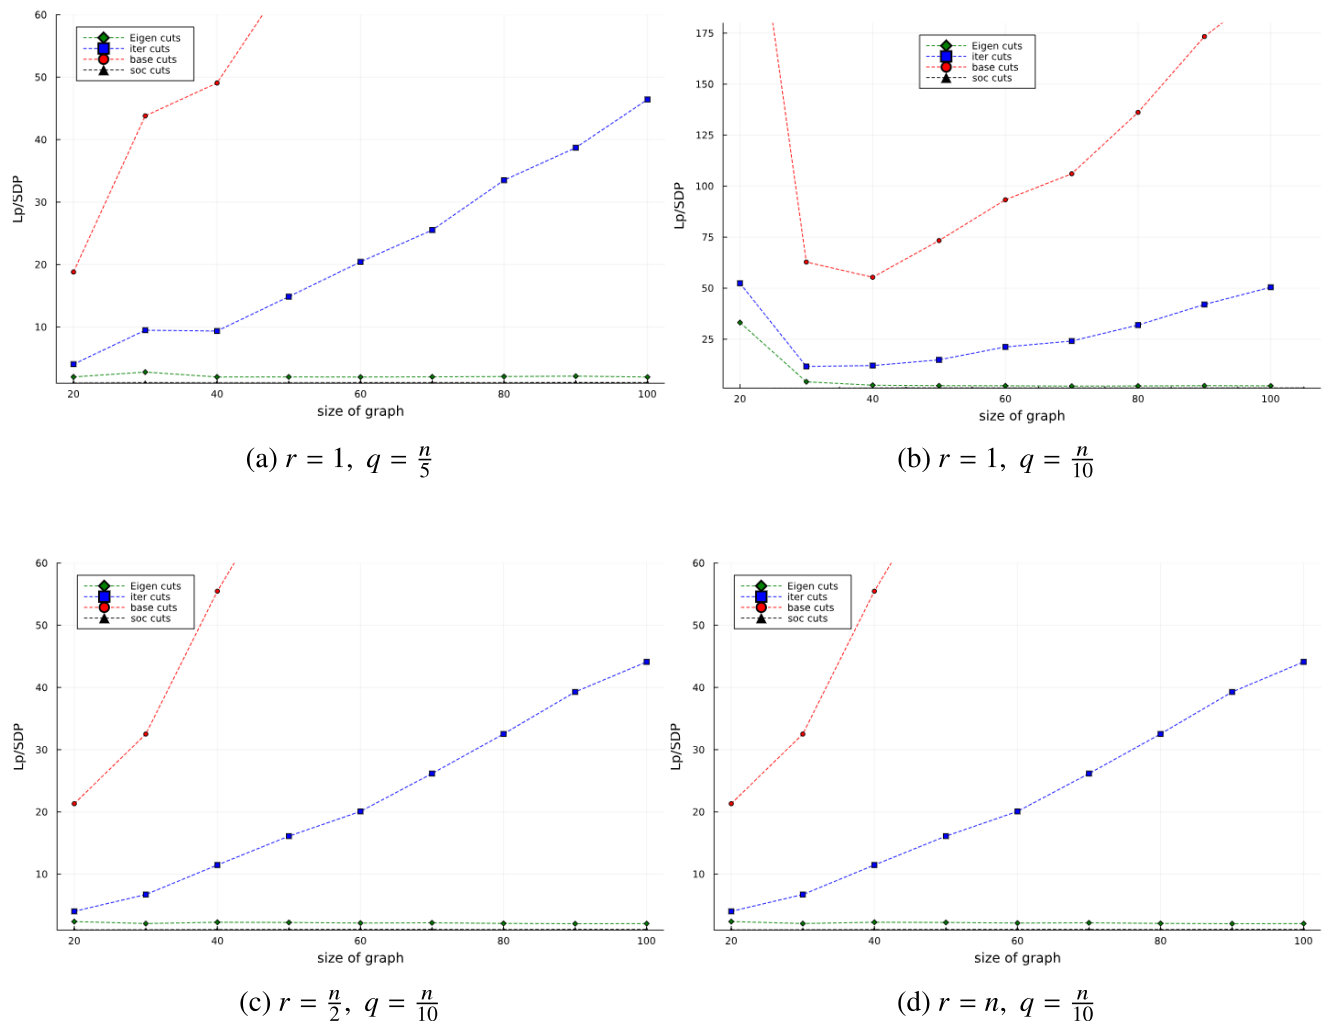 60
50
40
30
20
10
Lp/SDP
Eigen cuts
iter cuts
base cuts
soc cuts
20 40 60 80 100
size of graph
(a) r = 1, q = n/5
175
150
125
100
75
50
25
Lp/SDP
Eigen cuts
iter cuts
base cuts
soc cuts
20 40 60 80 100
size of graph
(b) r = 1, q = n/10
60
50
40
30
20
10
Lp/SDP
Eigen cuts
iter cuts
base cuts
soc cuts
20 40 60 80 100
size of graph
(c) r = n/2, q = n/10
60
50
40
30
20
10
Lp/SDP
Eigen cuts
iter cuts
base cuts
soc cuts
20 40 60 80 100
size of graph
(d) r = n, q = n/10